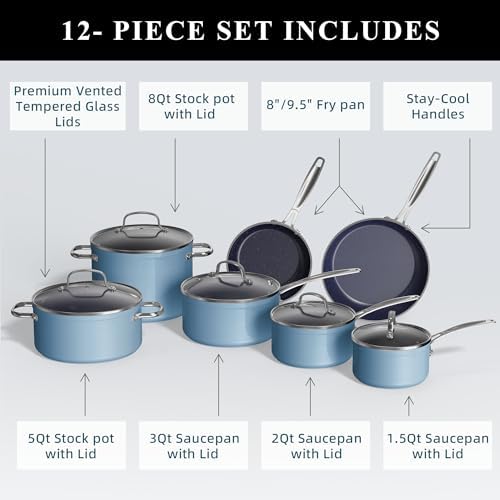 12- PIECE SET INCLUDES
Premium Vented
Tempered Glass
Lids
8Qt Stock pot
with Lid
8"/9.5" Fry pan
Stay-Cool
Handles
5Qt Stock pot
with Lid
3Qt Saucepan
with Lid
2Qt Saucepan
with Lid
1.5Qt Saucepan
with Lid